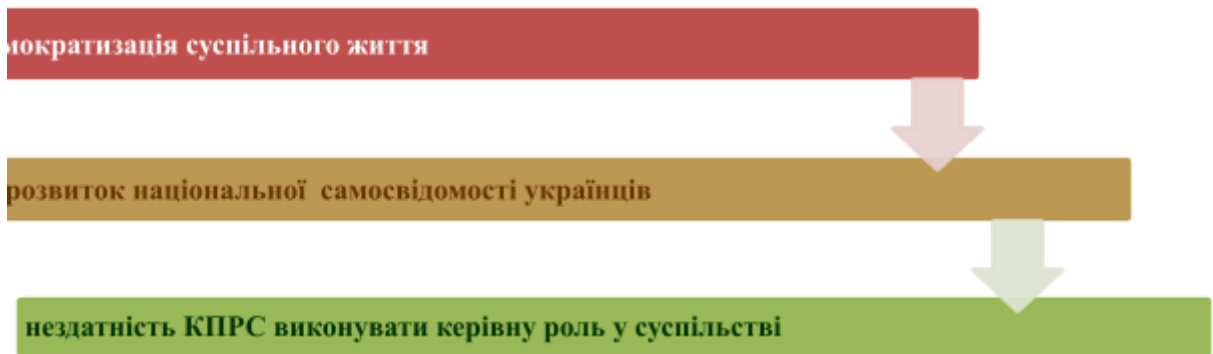 мократизація суспільного життя
розвиток національної самосвідомості українців
нездатність КПРС виконувати керівну роль у суспільстві